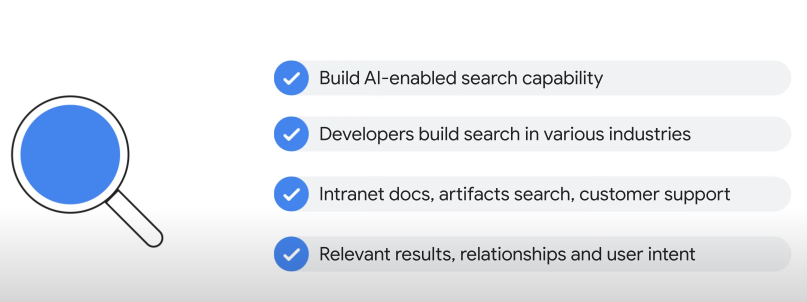 Build AI-enabled search capability
Developers build search in various industries
Intranet docs, artifacts search, customer support
Relevant results, relationships and user intent